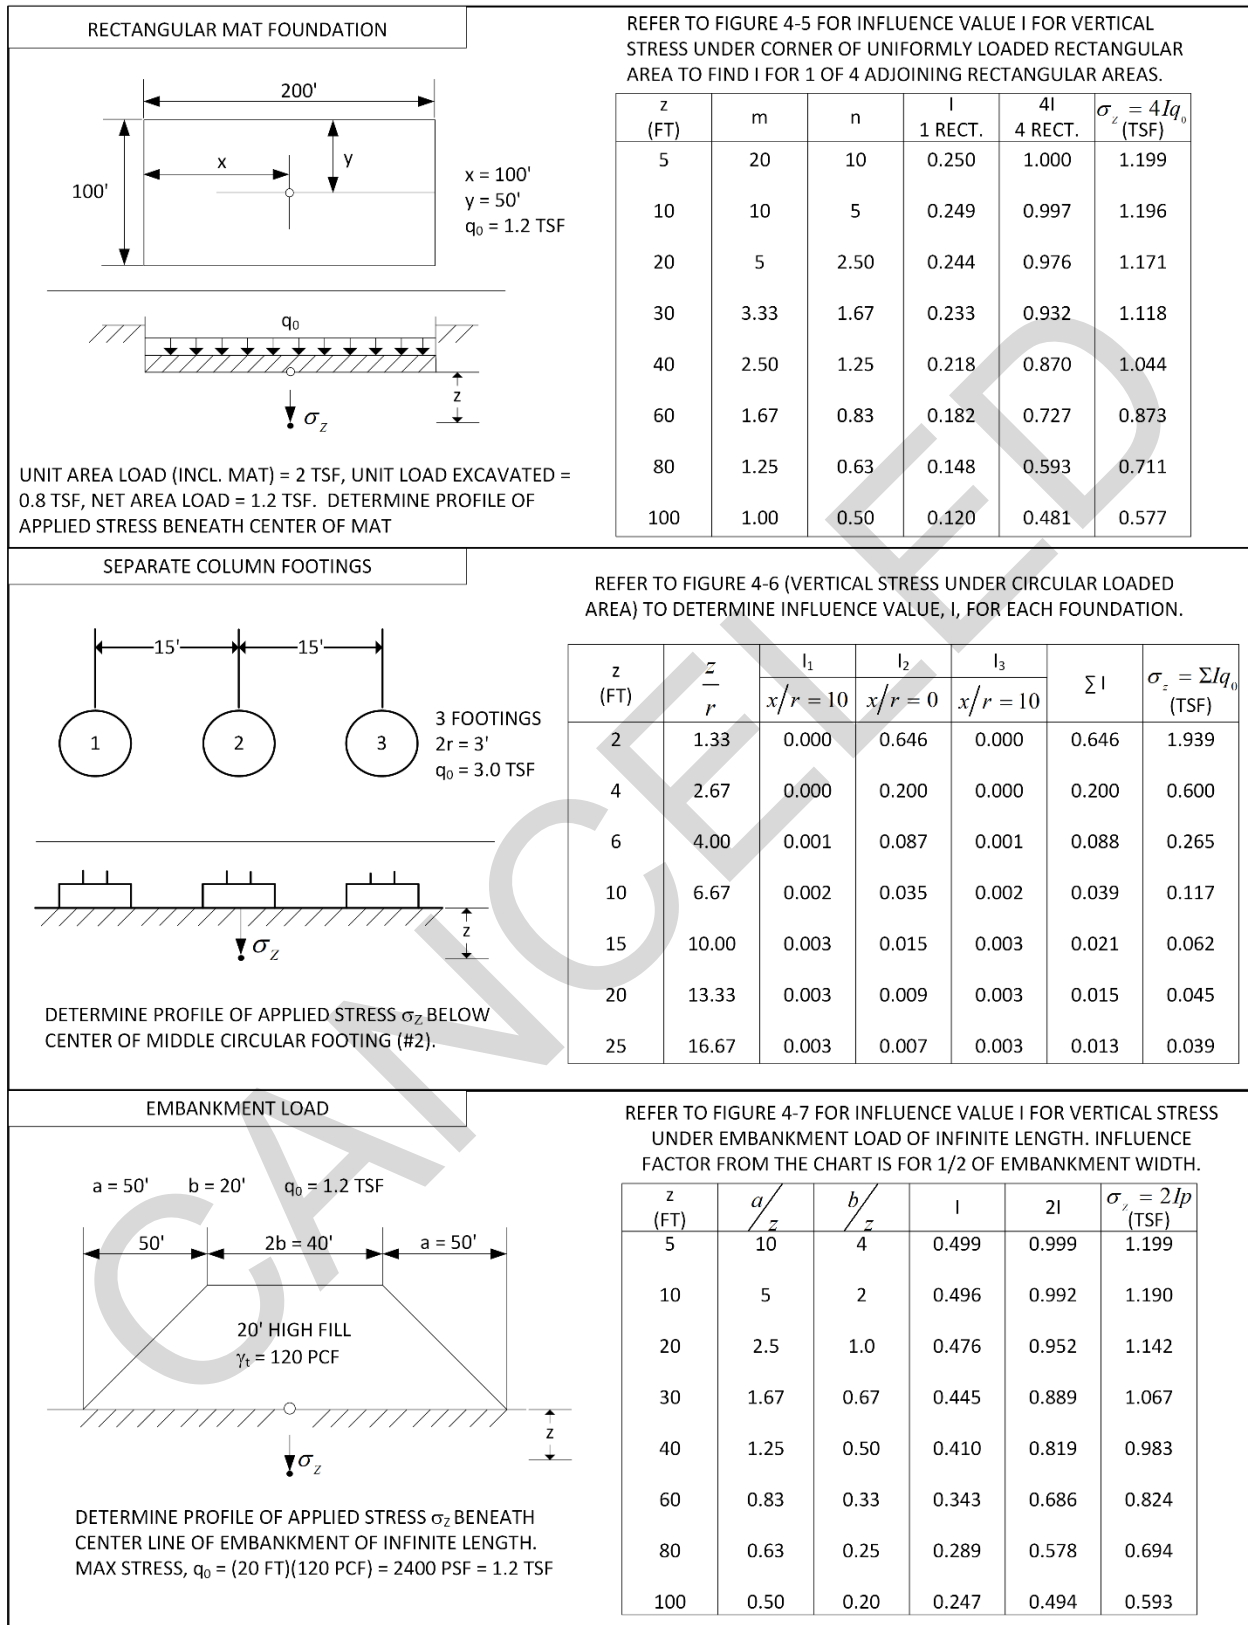 RECTANGULAR MAT FOUNDATION
200'
100'
x
y
x = 100'
y = 50'
q₀ = 1.2 TSF
q₀
z
σ_z
UNIT AREA LOAD (INCL. MAT) = 2 TSF, UNIT LOAD EXCAVATED =
0.8 TSF, NET AREA LOAD = 1.2 TSF. DETERMINE PROFILE OF
APPLIED STRESS BENEATH CENTER OF MAT
REFER TO FIGURE 4-5 FOR INFLUENCE VALUE I FOR VERTICAL
STRESS UNDER CORNER OF UNIFORMLY LOADED RECTANGULAR
AREA TO FIND I FOR 1 OF 4 ADJOINING RECTANGULAR AREAS.
z (FT) m n I 1 RECT. 4I 4 RECT. σ_z = 4Iq₀ (TSF)
5 20 10 0.250 1.000 1.199
10 10 5 0.249 0.997 1.196
20 5 2.50 0.244 0.976 1.171
30 3.33 1.67 0.233 0.932 1.118
40 2.50 1.25 0.218 0.870 1.044
60 1.67 0.83 0.182 0.727 0.873
80 1.25 0.63 0.148 0.593 0.711
100 1.00 0.50 0.120 0.481 0.577
SEPARATE COLUMN FOOTINGS
15' 15'
1 2 3
3 FOOTINGS
2r = 3'
q₀ = 3.0 TSF
z
σ_z
DETERMINE PROFILE OF APPLIED STRESS σ_z BELOW
CENTER OF MIDDLE CIRCULAR FOOTING (#2).
REFER TO FIGURE 4-6 (VERTICAL STRESS UNDER CIRCULAR LOADED
AREA) TO DETERMINE INFLUENCE VALUE, I, FOR EACH FOUNDATION.
z (FT) z/r I₁ x/r = 10 I₂ x/r = 0 I₃ x/r = 10 ∑ I σ_z = ΣIq₀ (TSF)
2 1.33 0.000 0.646 0.000 0.646 1.939
4 2.67 0.000 0.200 0.000 0.200 0.600
6 4.00 0.001 0.087 0.001 0.088 0.265
10 6.67 0.002 0.035 0.002 0.039 0.117
15 10.00 0.003 0.015 0.003 0.021 0.062
20 13.33 0.003 0.009 0.003 0.015 0.045
25 16.67 0.003 0.007 0.003 0.013 0.039
EMBANKMENT LOAD
a = 50' b = 20' q₀ = 1.2 TSF
50' 2b = 40' a = 50'
20' HIGH FILL
γₜ = 120 PCF
z
σ_z
DETERMINE PROFILE OF APPLIED STRESS σ_z BENEATH
CENTER LINE OF EMBANKMENT OF INFINITE LENGTH.
MAX STRESS, q₀ = (20 FT)(120 PCF) = 2400 PSF = 1.2 TSF
REFER TO FIGURE 4-7 FOR INFLUENCE VALUE I FOR VERTICAL STRESS
UNDER EMBANKMENT LOAD OF INFINITE LENGTH. INFLUENCE
FACTOR FROM THE CHART IS FOR 1/2 OF EMBANKMENT WIDTH.
z (FT) a/z b/z I 2I σ_z = 2Ip (TSF)
5 10 4 0.499 0.999 1.199
10 5 2 0.496 0.992 1.190
20 2.5 1.0 0.476 0.952 1.142
30 1.67 0.67 0.445 0.889 1.067
40 1.25 0.50 0.410 0.819 0.983
60 0.83 0.33 0.343 0.686 0.824
80 0.63 0.25 0.289 0.578 0.694
100 0.50 0.20 0.247 0.494 0.593
CANCELED